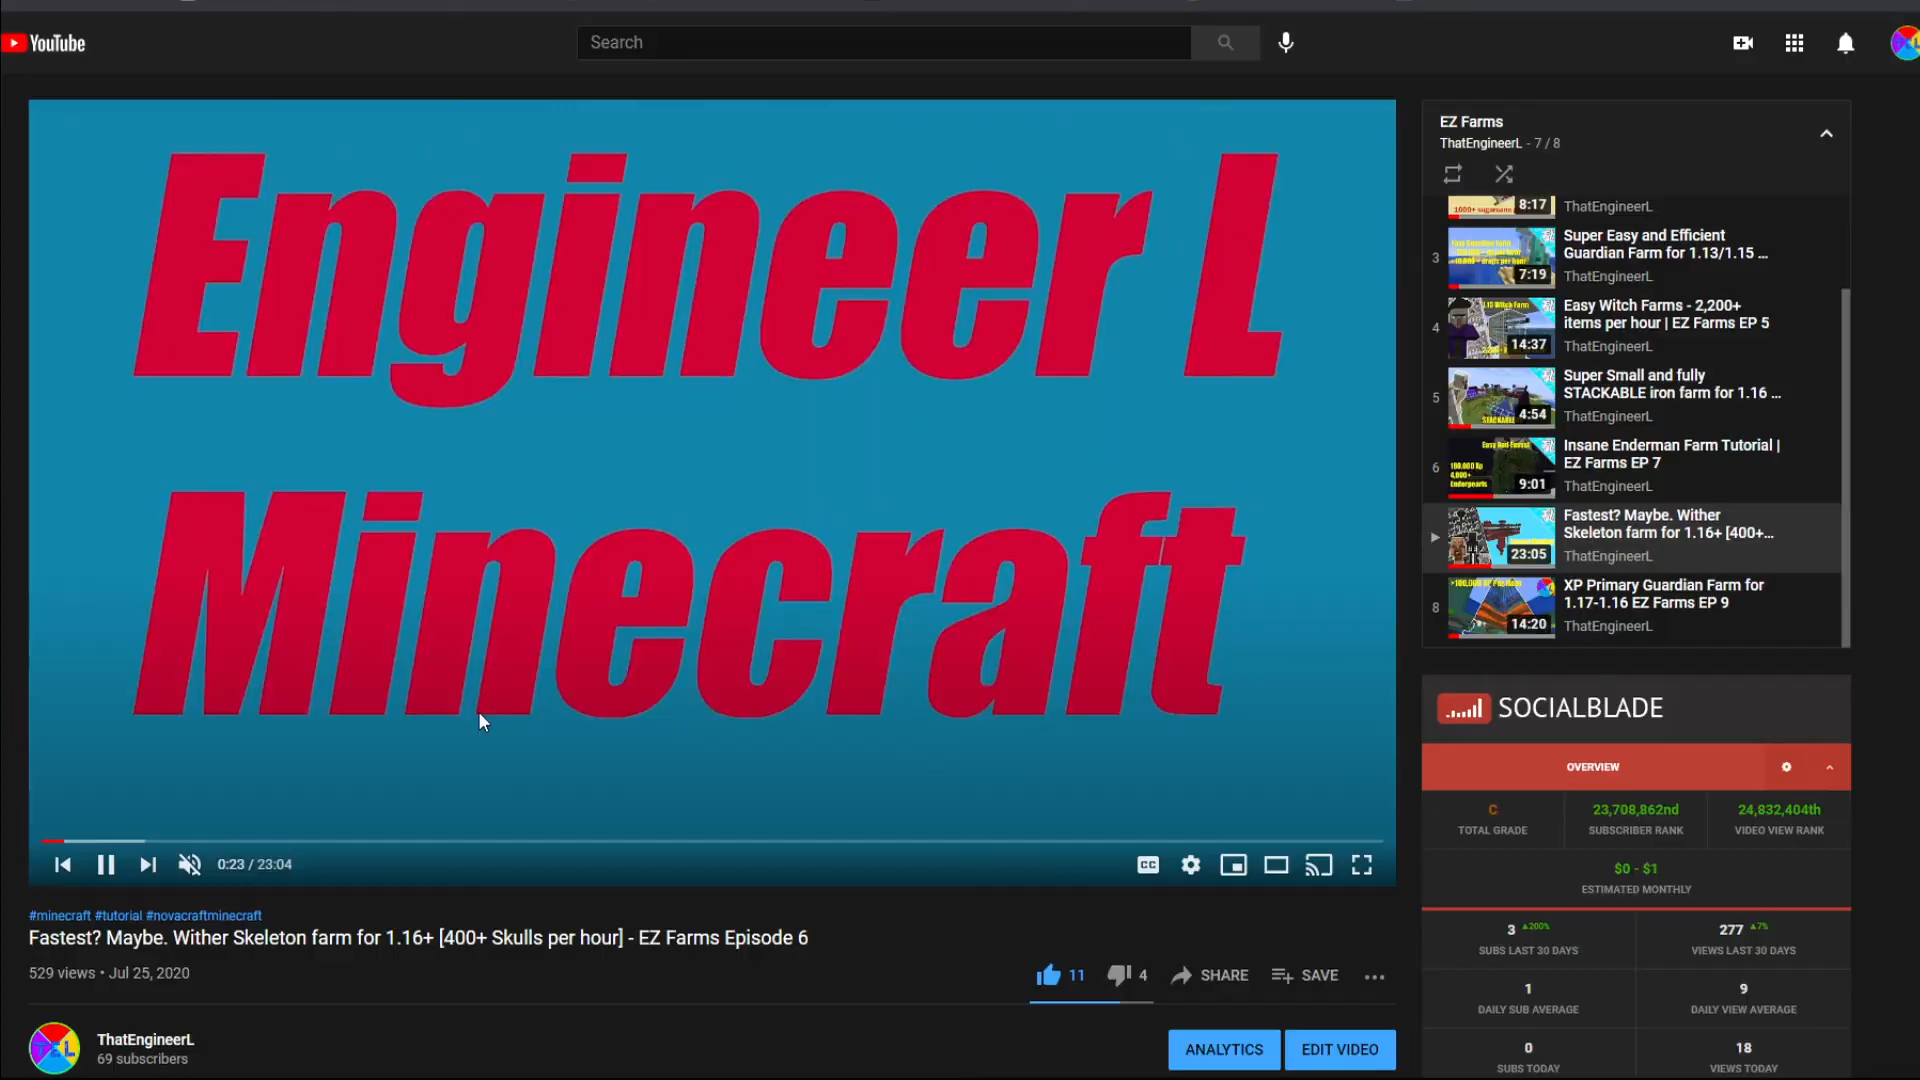 YouTube
Search
Engineer L
Minecraft
CC
0:23 / 23:04
#minecraft #tutorial #novacraftminecraft
Fastest? Maybe. Wither Skeleton farm for 1.16+ [400+ Skulls per hour] - EZ Farms Episode 6
529 views • Jul 25, 2020
11
4
SHARE
SAVE
ThatEngineerL
69 subscribers
ANALYTICS
EDIT VIDEO
EZ Farms
ThatEngineerL - 7 / 8
8:17
ThatEngineerL
3
7:19
Super Easy and Efficient
Guardian Farm for 1.13/1.15 ...
ThatEngineerL
4
14:37
Easy Witch Farms - 2,200+
items per hour | EZ Farms EP 5
ThatEngineerL
5
STACKABLE
4:54
Super Small and fully
STACKABLE iron farm for 1.16 ...
ThatEngineerL
6
9:01
Insane Enderman Farm Tutorial |
EZ Farms EP 7
ThatEngineerL
23:05
Fastest? Maybe. Wither
Skeleton farm for 1.16+ [400+...
ThatEngineerL
8
14:20
XP Primary Guardian Farm for
1.17-1.16 EZ Farms EP 9
ThatEngineerL
SOCIALBLADE
OVERVIEW
C
TOTAL GRADE
23,708,862nd
SUBSCRIBER RANK
24,832,404th
VIDEO VIEW RANK
$0 - $1
ESTIMATED MONTHLY
3 ▲200%
SUBS LAST 30 DAYS
277 ▲7%
VIEWS LAST 30 DAYS
1
DAILY SUB AVERAGE
9
DAILY VIEW AVERAGE
0
SUBS TODAY
18
VIEWS TODAY